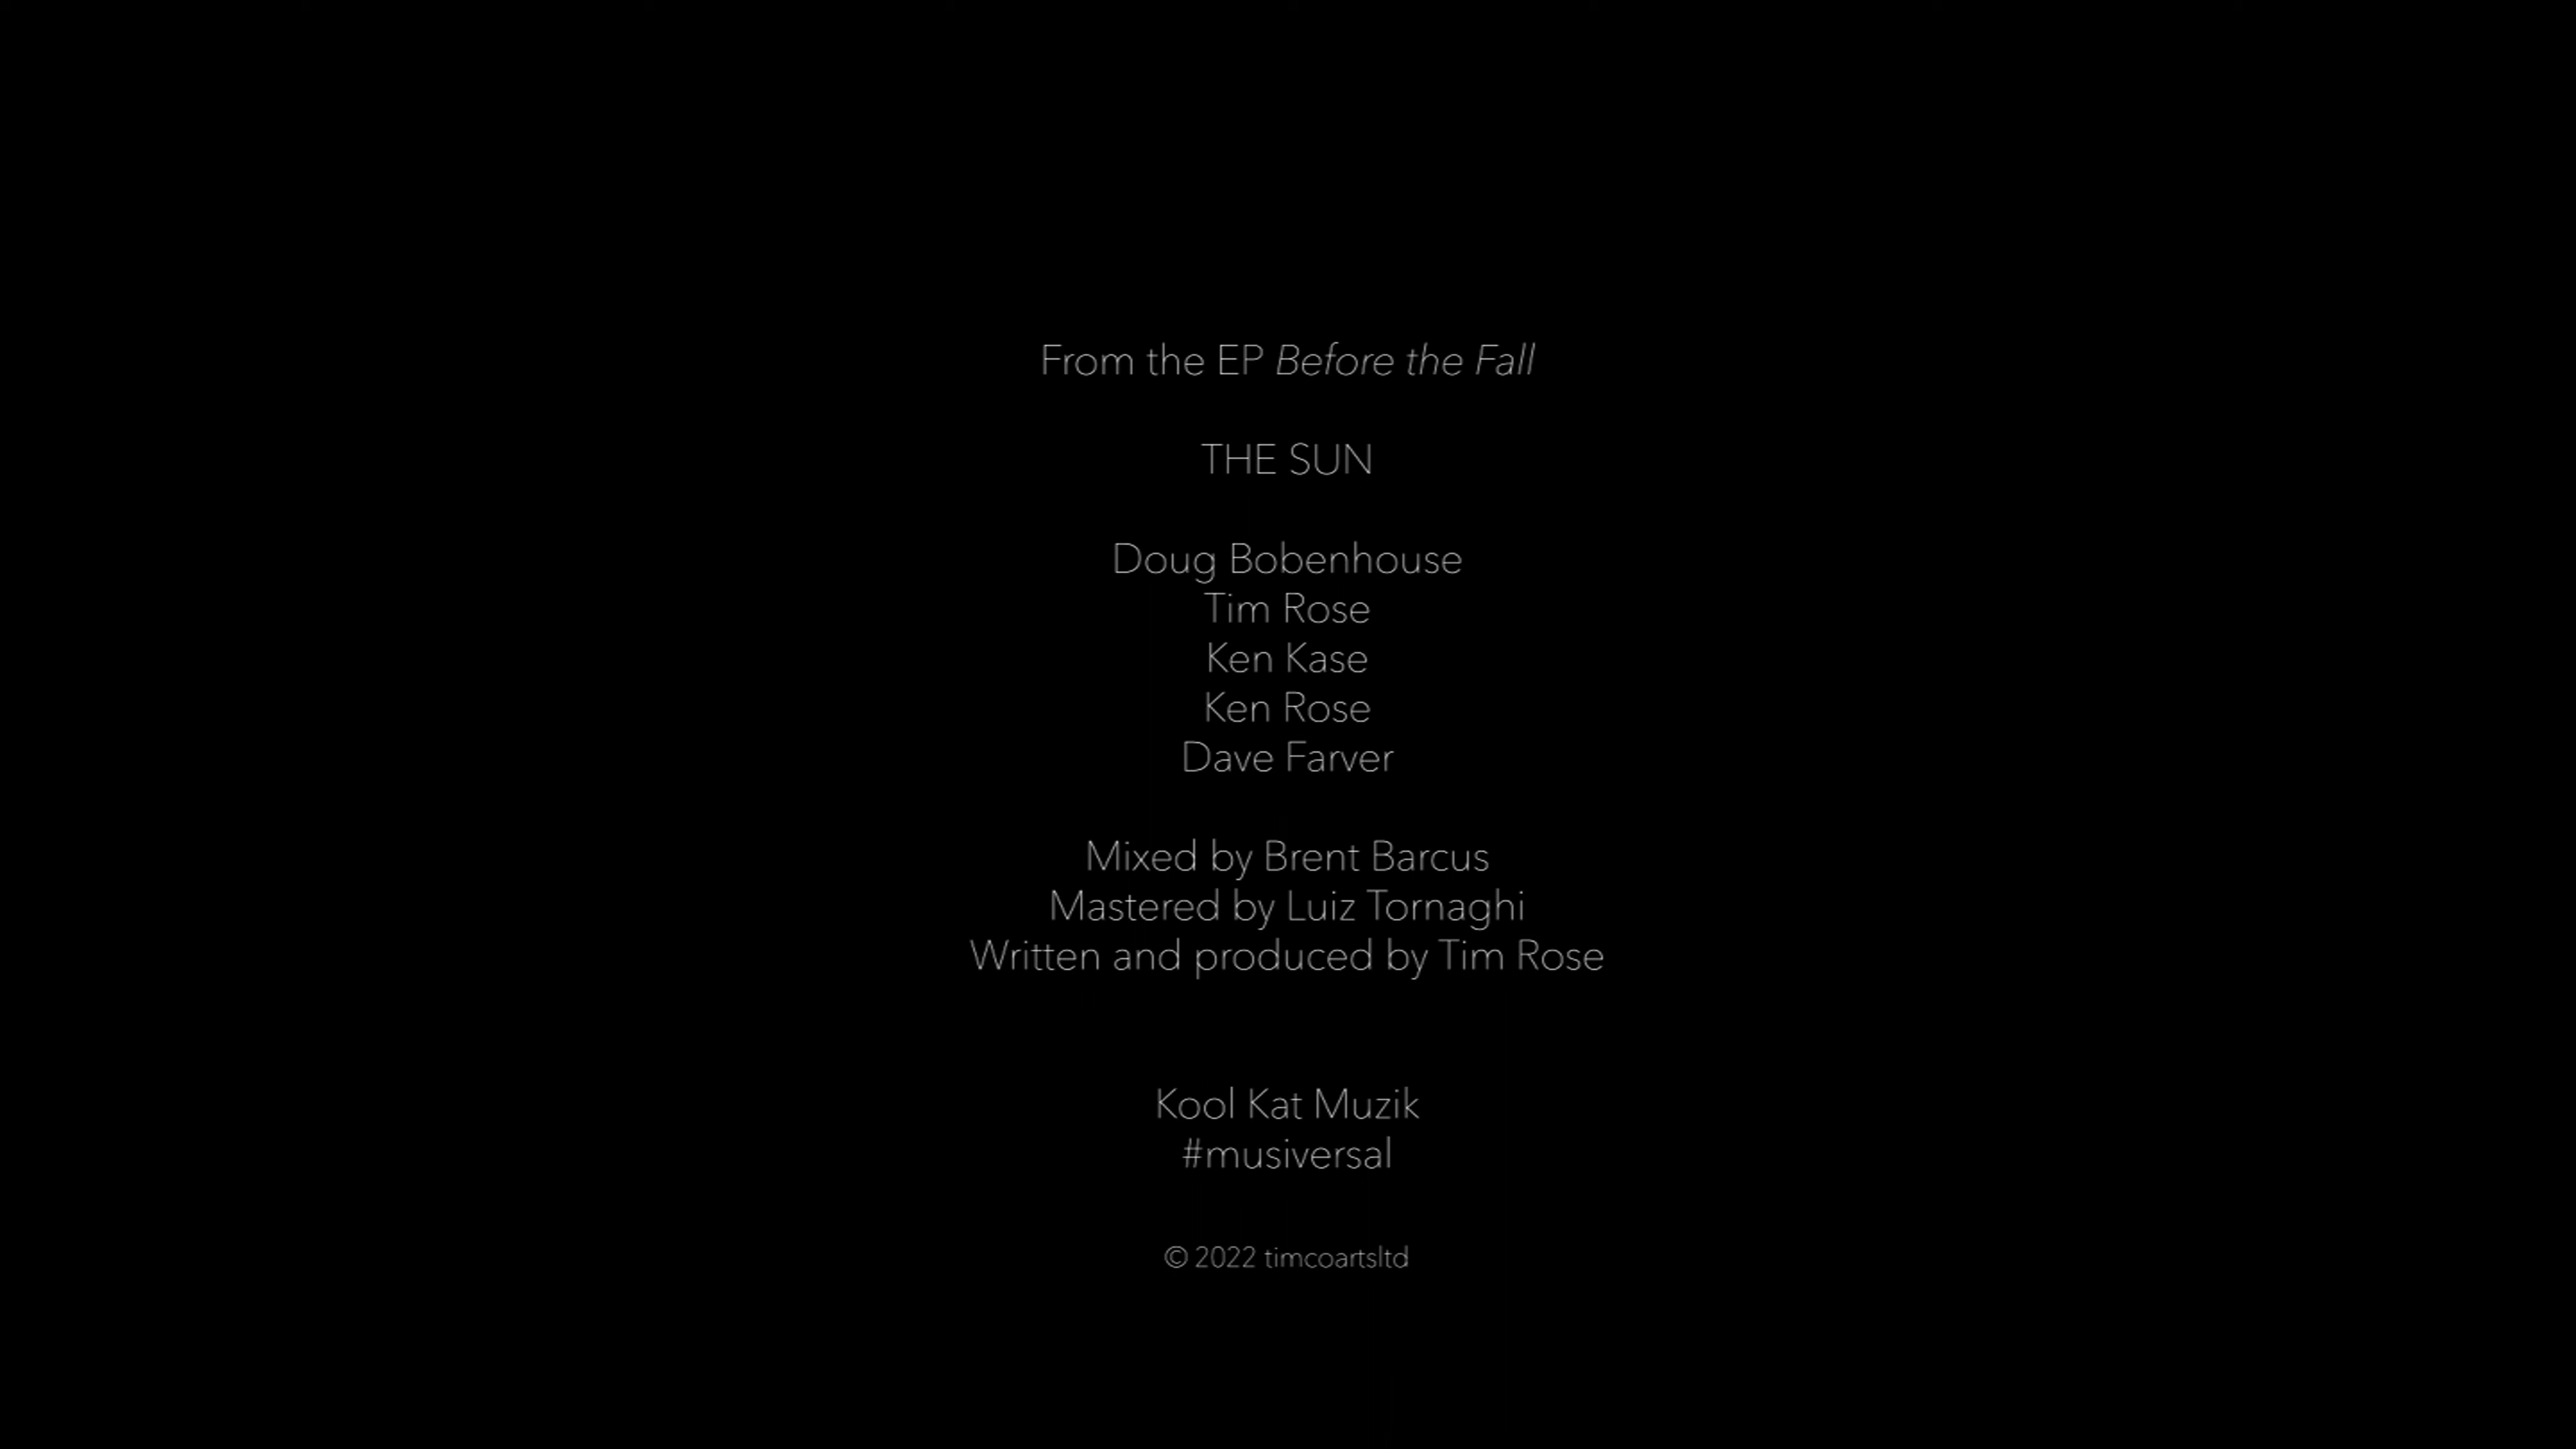 From the EP Before the Fall
THE SUN
Doug Bobenhouse
Tim Rose
Ken Kase
Ken Rose
Dave Farver
Mixed by Brent Barcus
Mastered by Luiz Tornaghi
Written and produced by Tim Rose
Kool Kat Muzik
#musiversal
© 2022 timcoartsltd